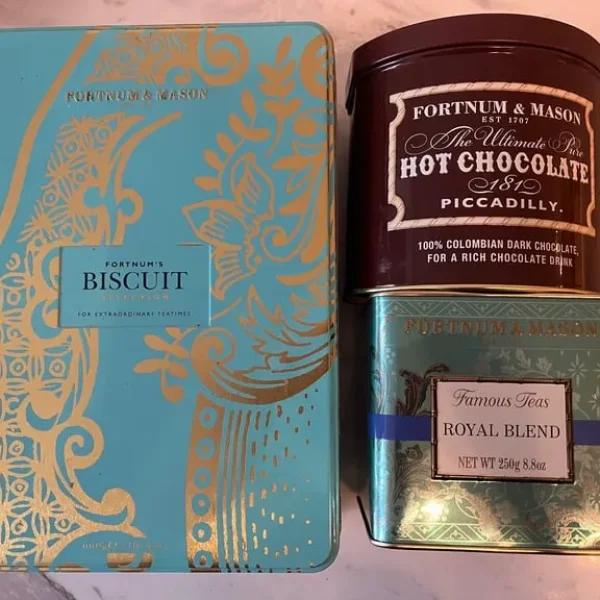 FORTNUM & MASON
FORTNUM'S
BISCUIT
SELECTION
FOR EXTRAORDINARY TEATIMES
FORTNUM & MASON
EST 1707
The Ultimate Pure
HOT CHOCOLATE
181
PICCADILLY.
100% COLOMBIAN DARK CHOCOLATE,
FOR A RICH CHOCOLATE DRINK
FORTNUM & MASON
Famous Teas
ROYAL BLEND
NET WT 250g 8.8oz